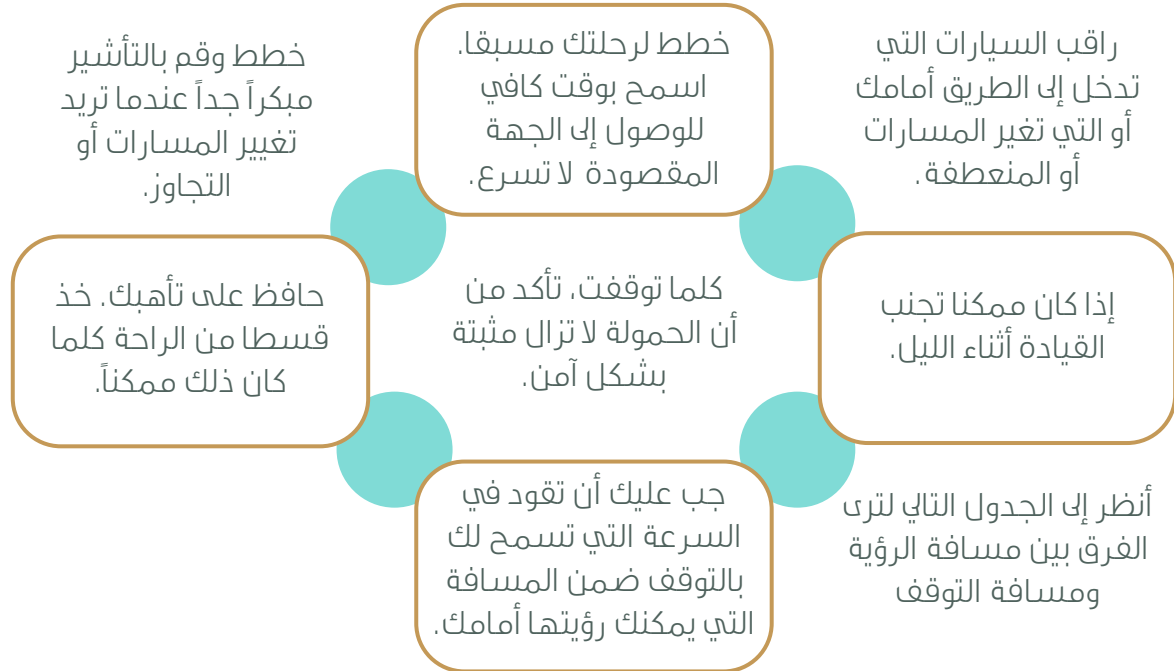 راقب السيارات التي
تدخل إلى الطريق أمامك
أو التي تغير المسارات
أو المنعطفة.
خطط لرحلتك مسبقا.
اسمح بوقت كافي
للوصول إلى الجهة
المقصودة لا تسرع.
خطط وقم بالتأشير
مبكراً جداً عندما تريد
تغيير المسارات أو
التجاوز.
إذا كان ممكنا تجنب
القيادة أثناء الليل.
كلما توقفت، تأكد من
أن الحمولة لا تزال مثبتة
بشكل آمن.
حافظ على تأهبك. خذ
قسطا من الراحة كلما
كان ذلك ممكناً.
أنظر إلى الجدول التالي لترى
الفرق بين مسافة الرؤية
ومسافة التوقف
جب عليك أن تقود في
السرعة التي تسمح لك
بالتوقف ضمن المسافة
التي يمكنك رؤيتها أمامك.